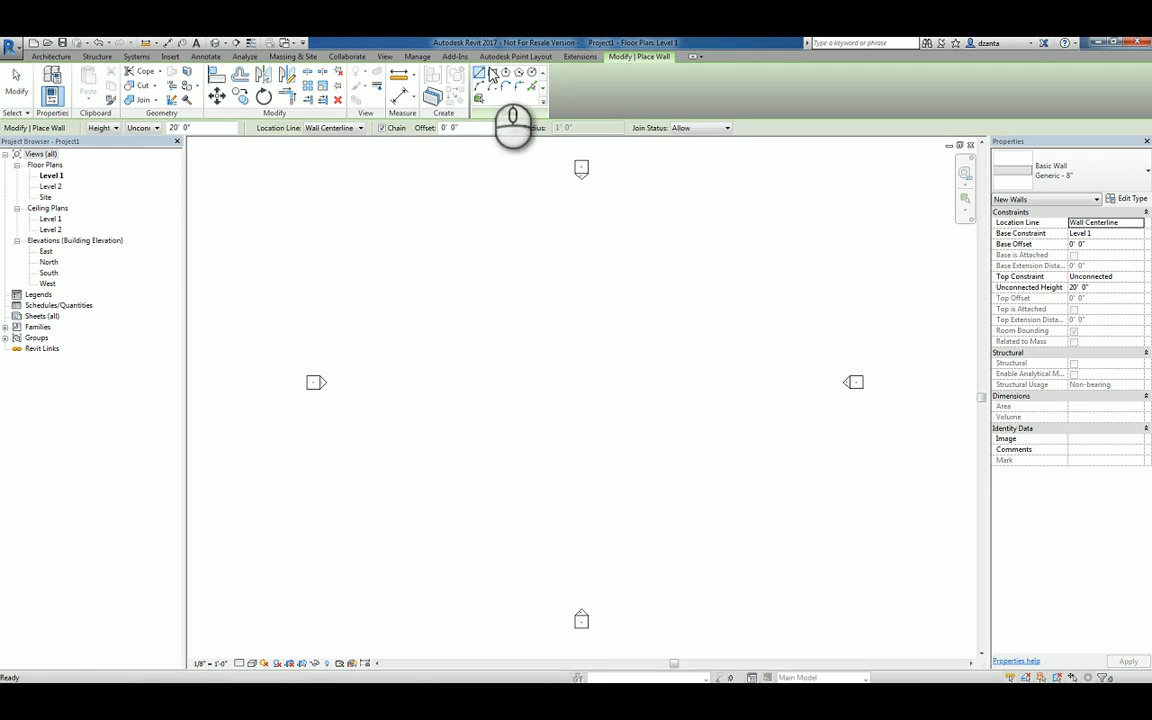 Autodesk Revit 2017 - Not For Resale Version - Project1 - Floor Plan: Level 1
Type a keyword or phrase
dzanta
Architecture Structure Systems Insert Annotate Analyze Massing & Site Collaborate View Manage Add-Ins Autodesk Point Layout Extensions Modify | Place Wall
Modify
Paste
Cope
Cut
Join
Select Properties Clipboard Geometry Modify View Measure Create
Modify | Place Wall Height Unconn 20' 0" Location Line: Wall Centerline Chain Offset: 0' 0" 1' 0" Join Status: Allow
Project Browser - Project1
Views (all)
Floor Plans
Level 1
Level 2
Site
Ceiling Plans
Level 1
Level 2
Elevations (Building Elevation)
East
North
South
West
Legends
Schedules/Quantities
Sheets (all)
Families
Groups
Revit Links
Properties
Basic Wall
Generic - 8"
New Walls Edit Type
Constraints
Location Line Wall Centerline
Base Constraint Level 1
Base Offset 0' 0"
Base is Attached
Base Extension Dista... 0' 0"
Top Constraint Unconnected
Unconnected Height 20' 0"
Top Offset 0' 0"
Top is Attached
Top Extension Distan... 0' 0"
Room Bounding
Related to Mass
Structural
Structural
Enable Analytical M...
Structural Usage Non-bearing
Dimensions
Area
Volume
Identity Data
Image
Comments
Mark
Properties help Apply
1/8" = 1'-0"
Ready :0 Main Model :0